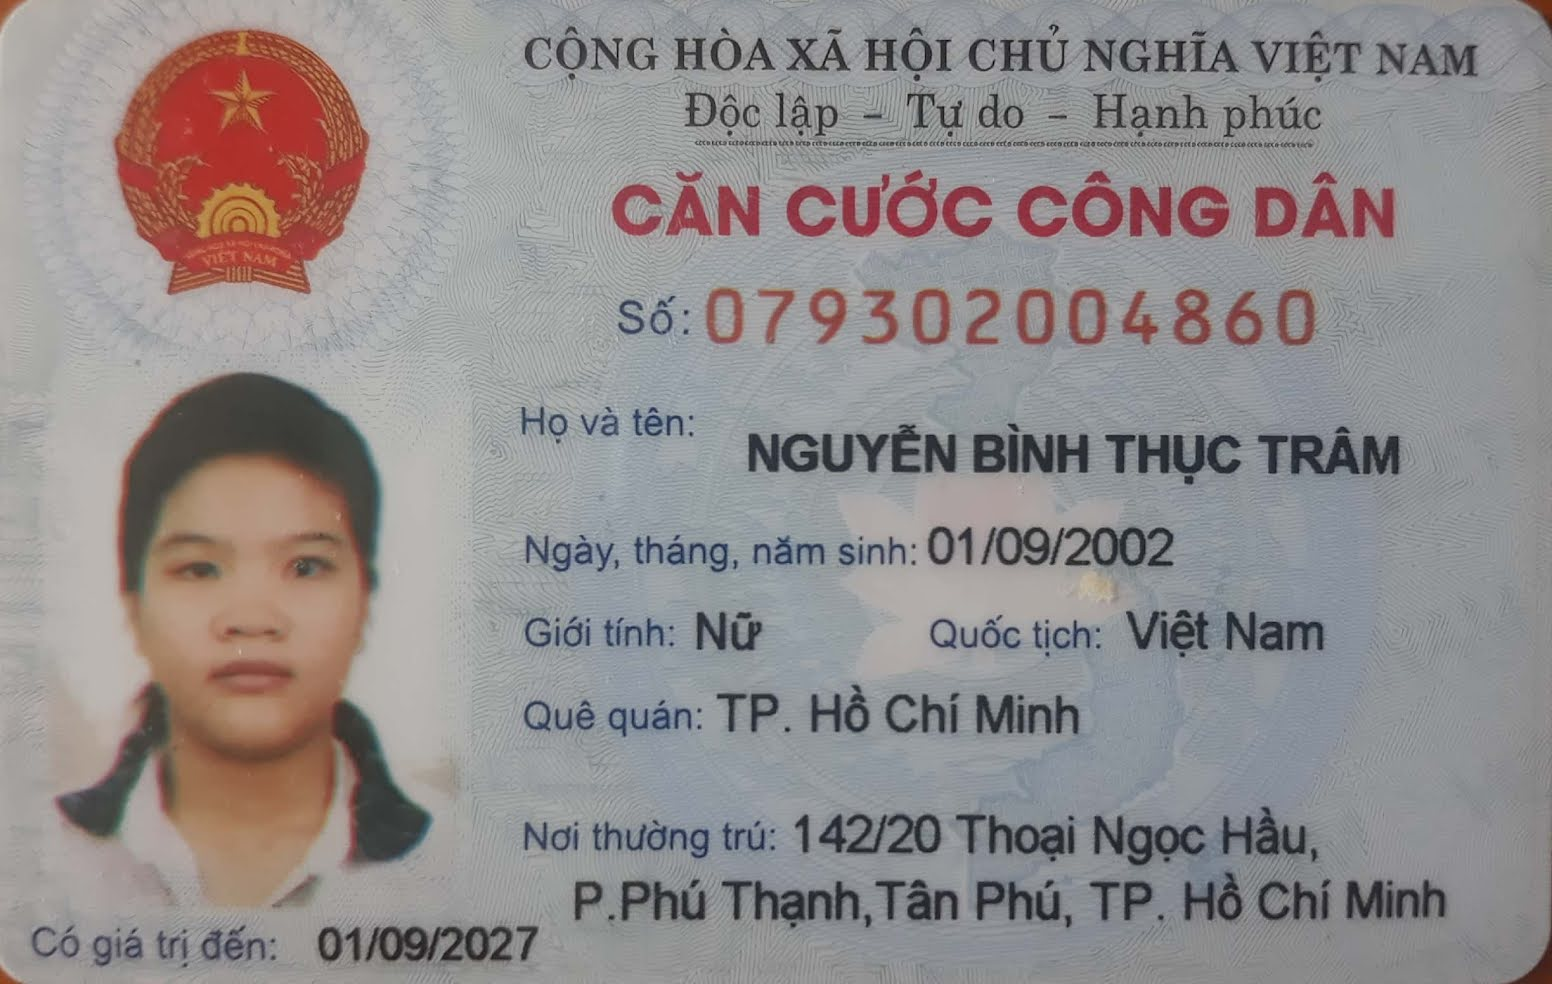 CỘNG HÒA XÃ HỘI CHỦ NGHĨA VIỆT NAM
Độc lập – Tự do – Hạnh phúc
CĂN CƯỚC CÔNG DÂN
Số: 079302004860
Họ và tên: NGUYỄN BÌNH THỤC TRÂM
Ngày, tháng, năm sinh: 01/09/2002
Giới tính: Nữ Quốc tịch: Việt Nam
Quê quán: TP. Hồ Chí Minh
Nơi thường trú: 142/20 Thoại Ngọc Hầu,
P.Phú Thạnh,Tân Phú, TP. Hồ Chí Minh
Có giá trị đến: 01/09/2027
VIỆT NAM